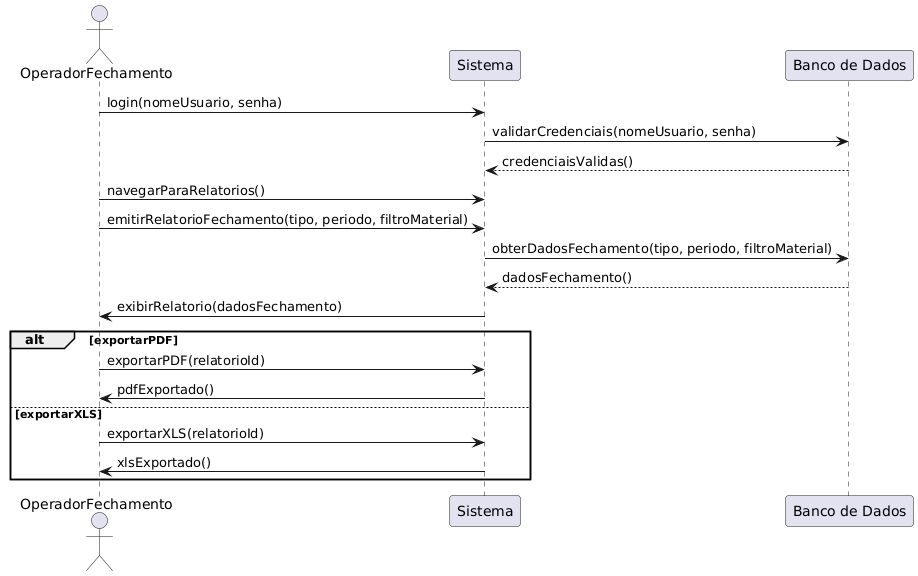 OperadorFechamento
Sistema
Banco de Dados
login(nomeUsuario, senha)
validarCredenciais(nomeUsuario, senha)
credenciaisValidas()
navegarParaRelatorios()
emitirRelatorioFechamento(tipo, periodo, filtroMaterial)
obterDadosFechamento(tipo, periodo, filtroMaterial)
dadosFechamento()
exibirRelatorio(dadosFechamento)
alt [exportarPDF]
exportarPDF(relatorioId)
pdfExportado()
[exportarXLS]
exportarXLS(relatorioId)
xlsExportado()
OperadorFechamento
Sistema
Banco de Dados